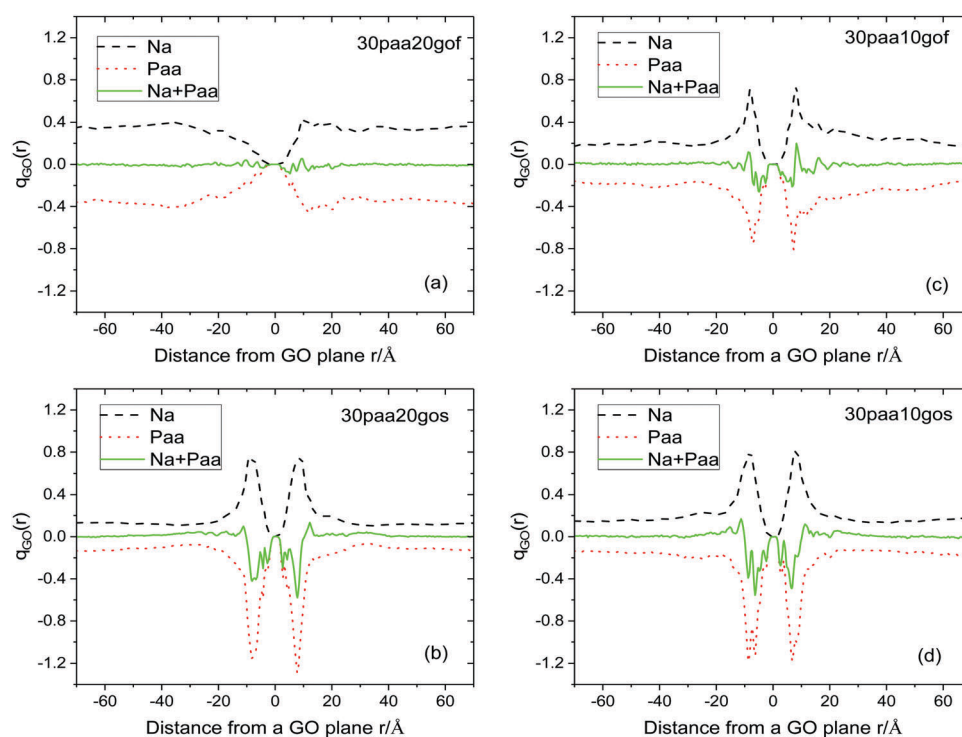 30paa20gof
Na
Paa
Na+Paa
1.2
0.8
0.4
0.0
-0.4
-0.8
-1.2
qGO(r)
(a)
-60 -40 -20 0 20 40 60
Distance from GO plane r/Å
30paa10gof
Na
Paa
Na+Paa
1.2
0.8
0.4
0.0
-0.4
-0.8
-1.2
qGO(r)
(c)
-60 -40 -20 0 20 40 60
Distance from a GO plane r/Å
30paa20gos
Na
Paa
Na+Paa
1.2
0.8
0.4
0.0
-0.4
-0.8
-1.2
qGO(r)
(b)
-60 -40 -20 0 20 40 60
Distance from a GO plane r/Å
30paa10gos
Na
Paa
Na+Paa
1.2
0.8
0.4
0.0
-0.4
-0.8
-1.2
qGO(r)
(d)
-60 -40 -20 0 20 40 60
Distance from a GO plane r/Å